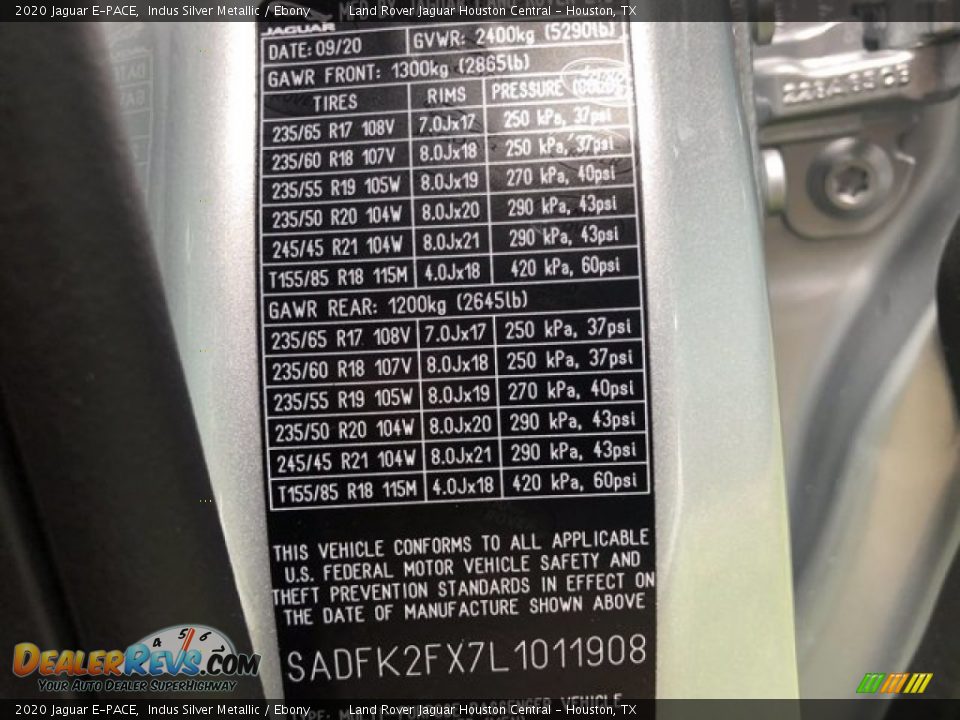 2020 Jaguar E-PACE, Indus Silver Metallic / Ebony Land Rover Jaguar Houston Central - Houston, TX
JAGUAR
DATE: 09/20 GVWR: 2400kg (5290lb)
GAWR FRONT: 1300kg (2865lb)
TIRES RIMS PRESSURE
235/65 R17 108V 7.0Jx17 250 kPa, 37psi
235/60 R18 107V 8.0Jx18 250 kPa, 37psi
235/55 R19 105W 8.0Jx19 270 kPa, 40psi
235/50 R20 104W 8.0Jx20 290 kPa, 43psi
245/45 R21 104W 8.0Jx21 290 kPa, 43psi
T155/85 R18 115M 4.0Jx18 420 kPa, 60psi
GAWR REAR: 1200kg (2645lb)
235/65 R17 108V 7.0Jx17 250 kPa, 37psi
235/60 R18 107V 8.0Jx18 250 kPa, 37psi
235/55 R19 105W 8.0Jx19 270 kPa, 40psi
235/50 R20 104W 8.0Jx20 290 kPa, 43psi
245/45 R21 104W 8.0Jx21 290 kPa, 43psi
T155/85 R18 115M 4.0Jx18 420 kPa, 60psi
THIS VEHICLE CONFORMS TO ALL APPLICABLE
U.S. FEDERAL MOTOR VEHICLE SAFETY AND
THEFT PREVENTION STANDARDS IN EFFECT ON
THE DATE OF MANUFACTURE SHOWN ABOVE
SADFK2FX7L1011908
4 5 6
DEALERREVS.COM
YOUR AUTO DEALER SUPERHIGHWAY
2020 Jaguar E-PACE, Indus Silver Metallic / Ebony Land Rover Jaguar Houston Central - Houston, TX